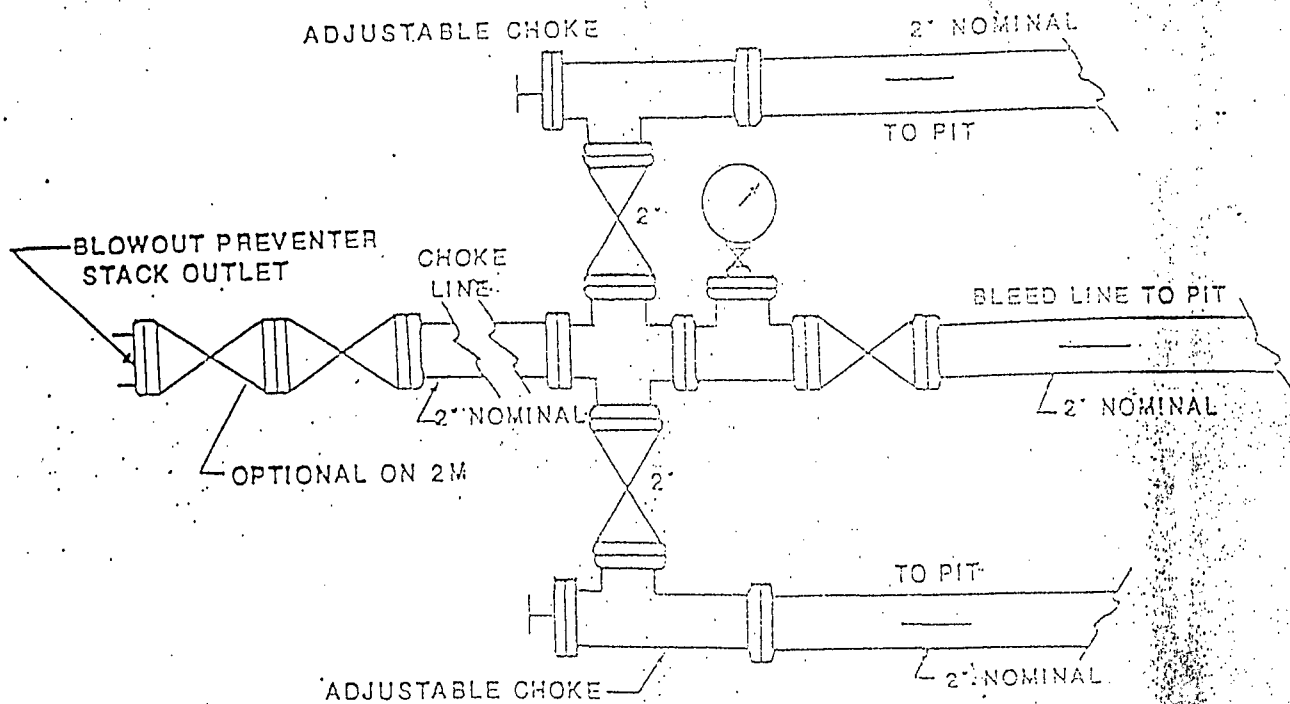 ADJUSTABLE CHOKE
2" NOMINAL
TO PIT
2"
BLOWOUT PREVENTER
STACK OUTLET
CHOKE
LINE
BLEED LINE TO PIT
2" NOMINAL
2" NOMINAL
OPTIONAL ON 2M
2"
TO PIT
2" NOMINAL
ADJUSTABLE CHOKE